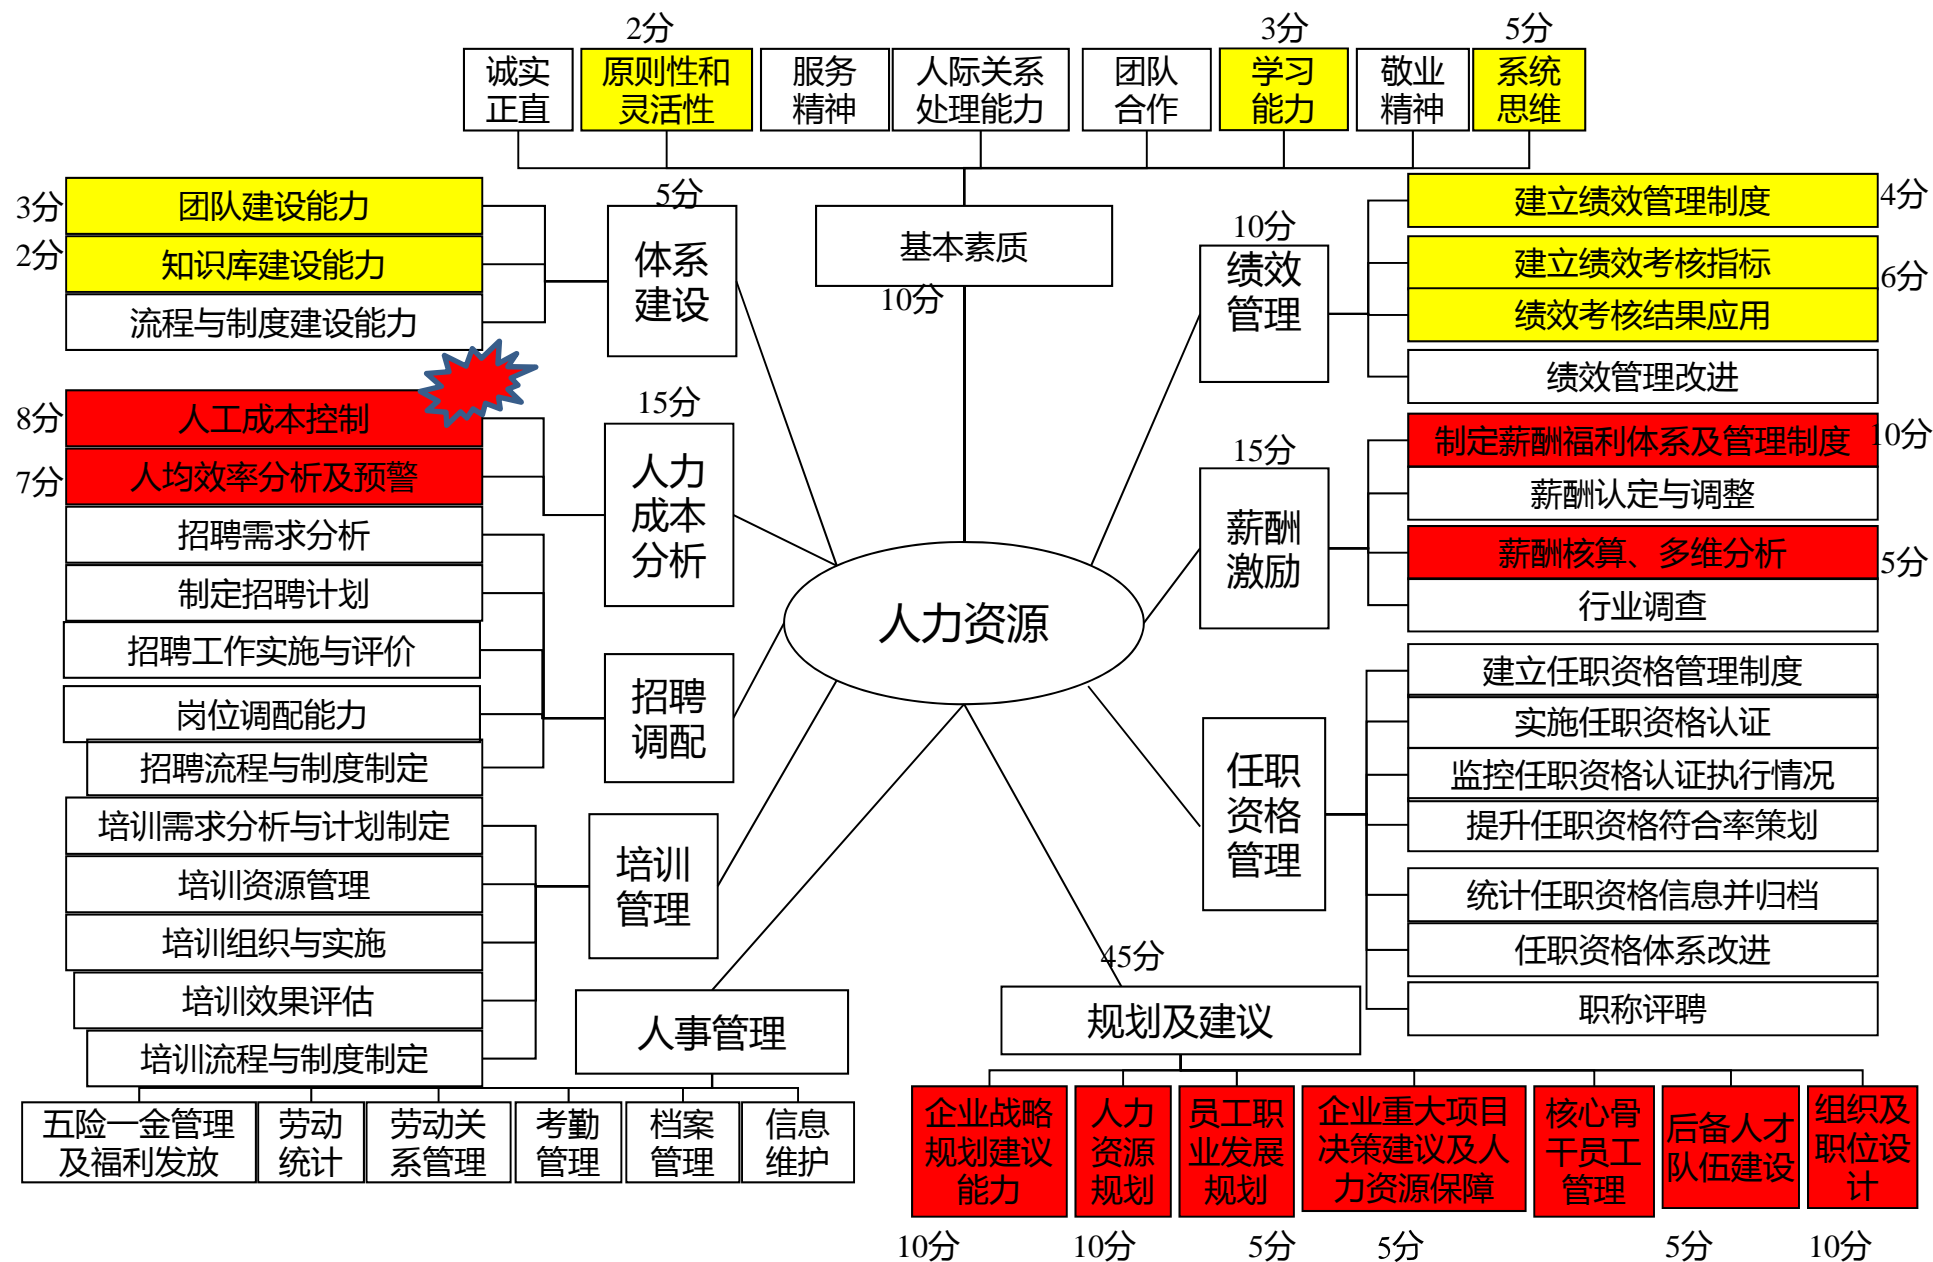 2分
3分
5分
诚实
正直
原则性和
灵活性
服务
精神
人际关系
处理能力
团队
合作
学习
能力
敬业
精神
系统
思维
基本素质
10分
3分
团队建设能力
2分
知识库建设能力
流程与制度建设能力
5分
体系
建设
8分
人工成本控制
7分
人均效率分析及预警
15分
人力
成本
分析
招聘需求分析
制定招聘计划
招聘工作实施与评价
岗位调配能力
招聘流程与制度制定
招聘
调配
培训需求分析与计划制定
培训资源管理
培训组织与实施
培训效果评估
培训流程与制度制定
培训
管理
人力资源
10分
绩效
管理
建立绩效管理制度
4分
建立绩效考核指标
6分
绩效考核结果应用
绩效管理改进
15分
薪酬
激励
制定薪酬福利体系及管理制度
10分
薪酬认定与调整
薪酬核算、多维分析
5分
行业调查
任职
资格
管理
建立任职资格管理制度
实施任职资格认证
监控任职资格认证执行情况
提升任职资格符合率策划
统计任职资格信息并归档
任职资格体系改进
职称评聘
人事管理
五险一金管理
及福利发放
劳动
统计
劳动关
系管理
考勤
管理
档案
管理
信息
维护
45分
规划及建议
企业战略
规划建议
能力
人力
资源
规划
员工职
业发展
规划
企业重大项目
决策建议及人
力资源保障
核心骨
干员工
管理
后备人才
队伍建设
组织及
职位设
计
10分
10分
5分
5分
5分
10分